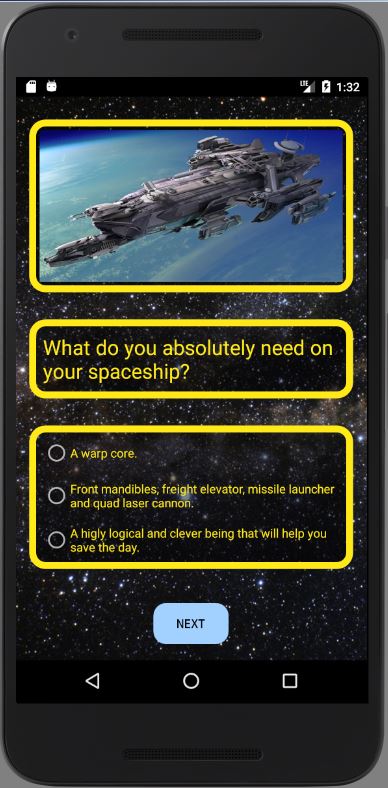 LTE 1:32
What do you absolutely need on
your spaceship?
A warp core.
Front mandibles, freight elevator, missile launcher
and quad laser cannon.
A higly logical and clever being that will help you
save the day.
NEXT